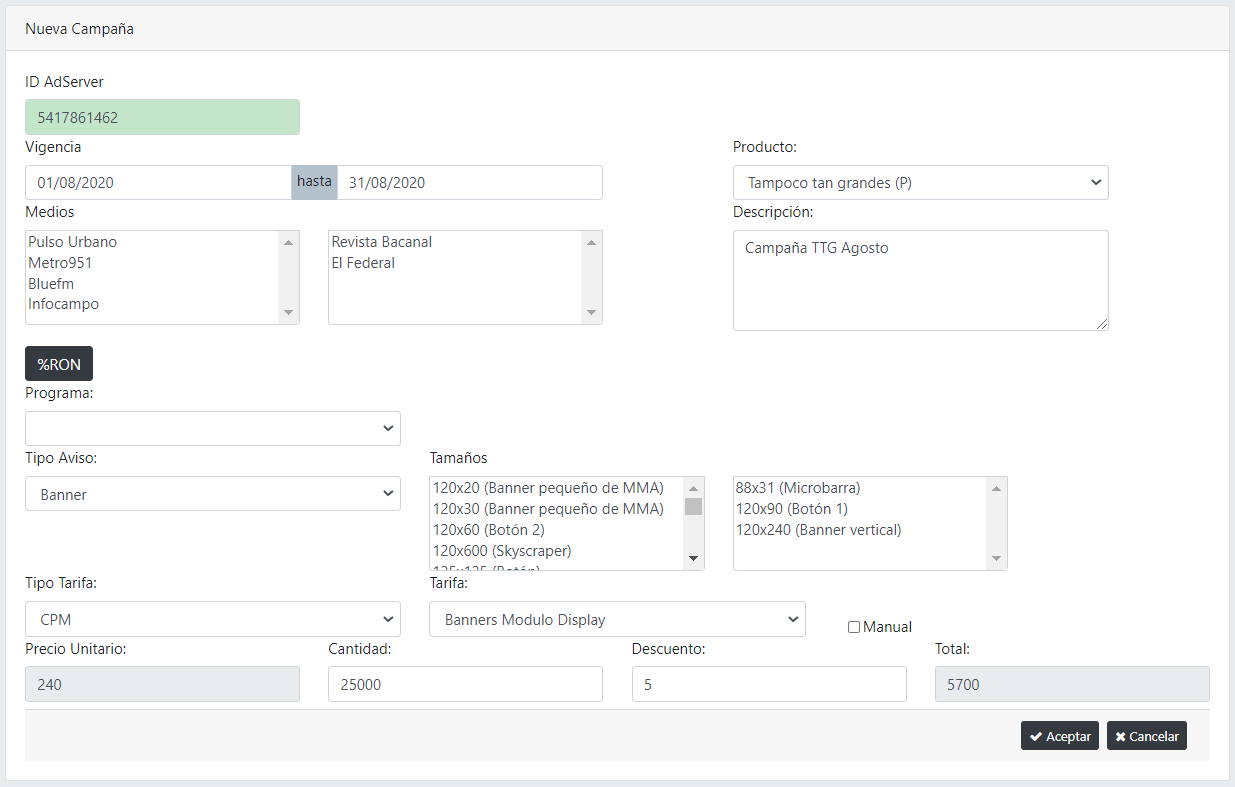 Nueva Campaña
ID AdServer
5417861462
Vigencia
01/08/2020 hasta 31/08/2020
Producto:
Tampoco tan grandes (P)
Medios
Pulso Urbano
Metro951
Bluefm
Infocampo
Revista Bacanal
El Federal
Descripción:
Campaña TTG Agosto
%RON
Programa:
Tipo Aviso:
Banner
Tamaños
120x20 (Banner pequeño de MMA)
120x30 (Banner pequeño de MMA)
120x60 (Botón 2)
120x600 (Skyscraper)
125x125 (Botón)
88x31 (Microbarra)
120x90 (Botón 1)
120x240 (Banner vertical)
Tipo Tarifa:
CPM
Tarifa:
Banners Modulo Display
Manual
Precio Unitario:
240
Cantidad:
25000
Descuento:
5
Total:
5700
Aceptar
Cancelar